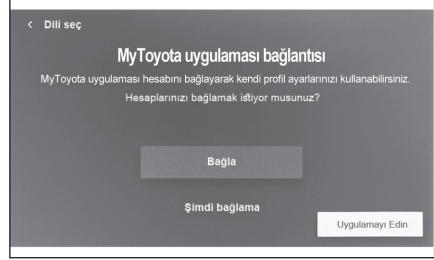 < Dili seç
MyToyota uygulaması bağlantısı
MyToyota uygulaması hesabını bağlayarak kendi profil ayarlarınızı kullanabilirsiniz.
Hesaplarınızı bağlamak istiyor musunuz?
Bağla
Şimdi bağlama
Uygulamayı Edin